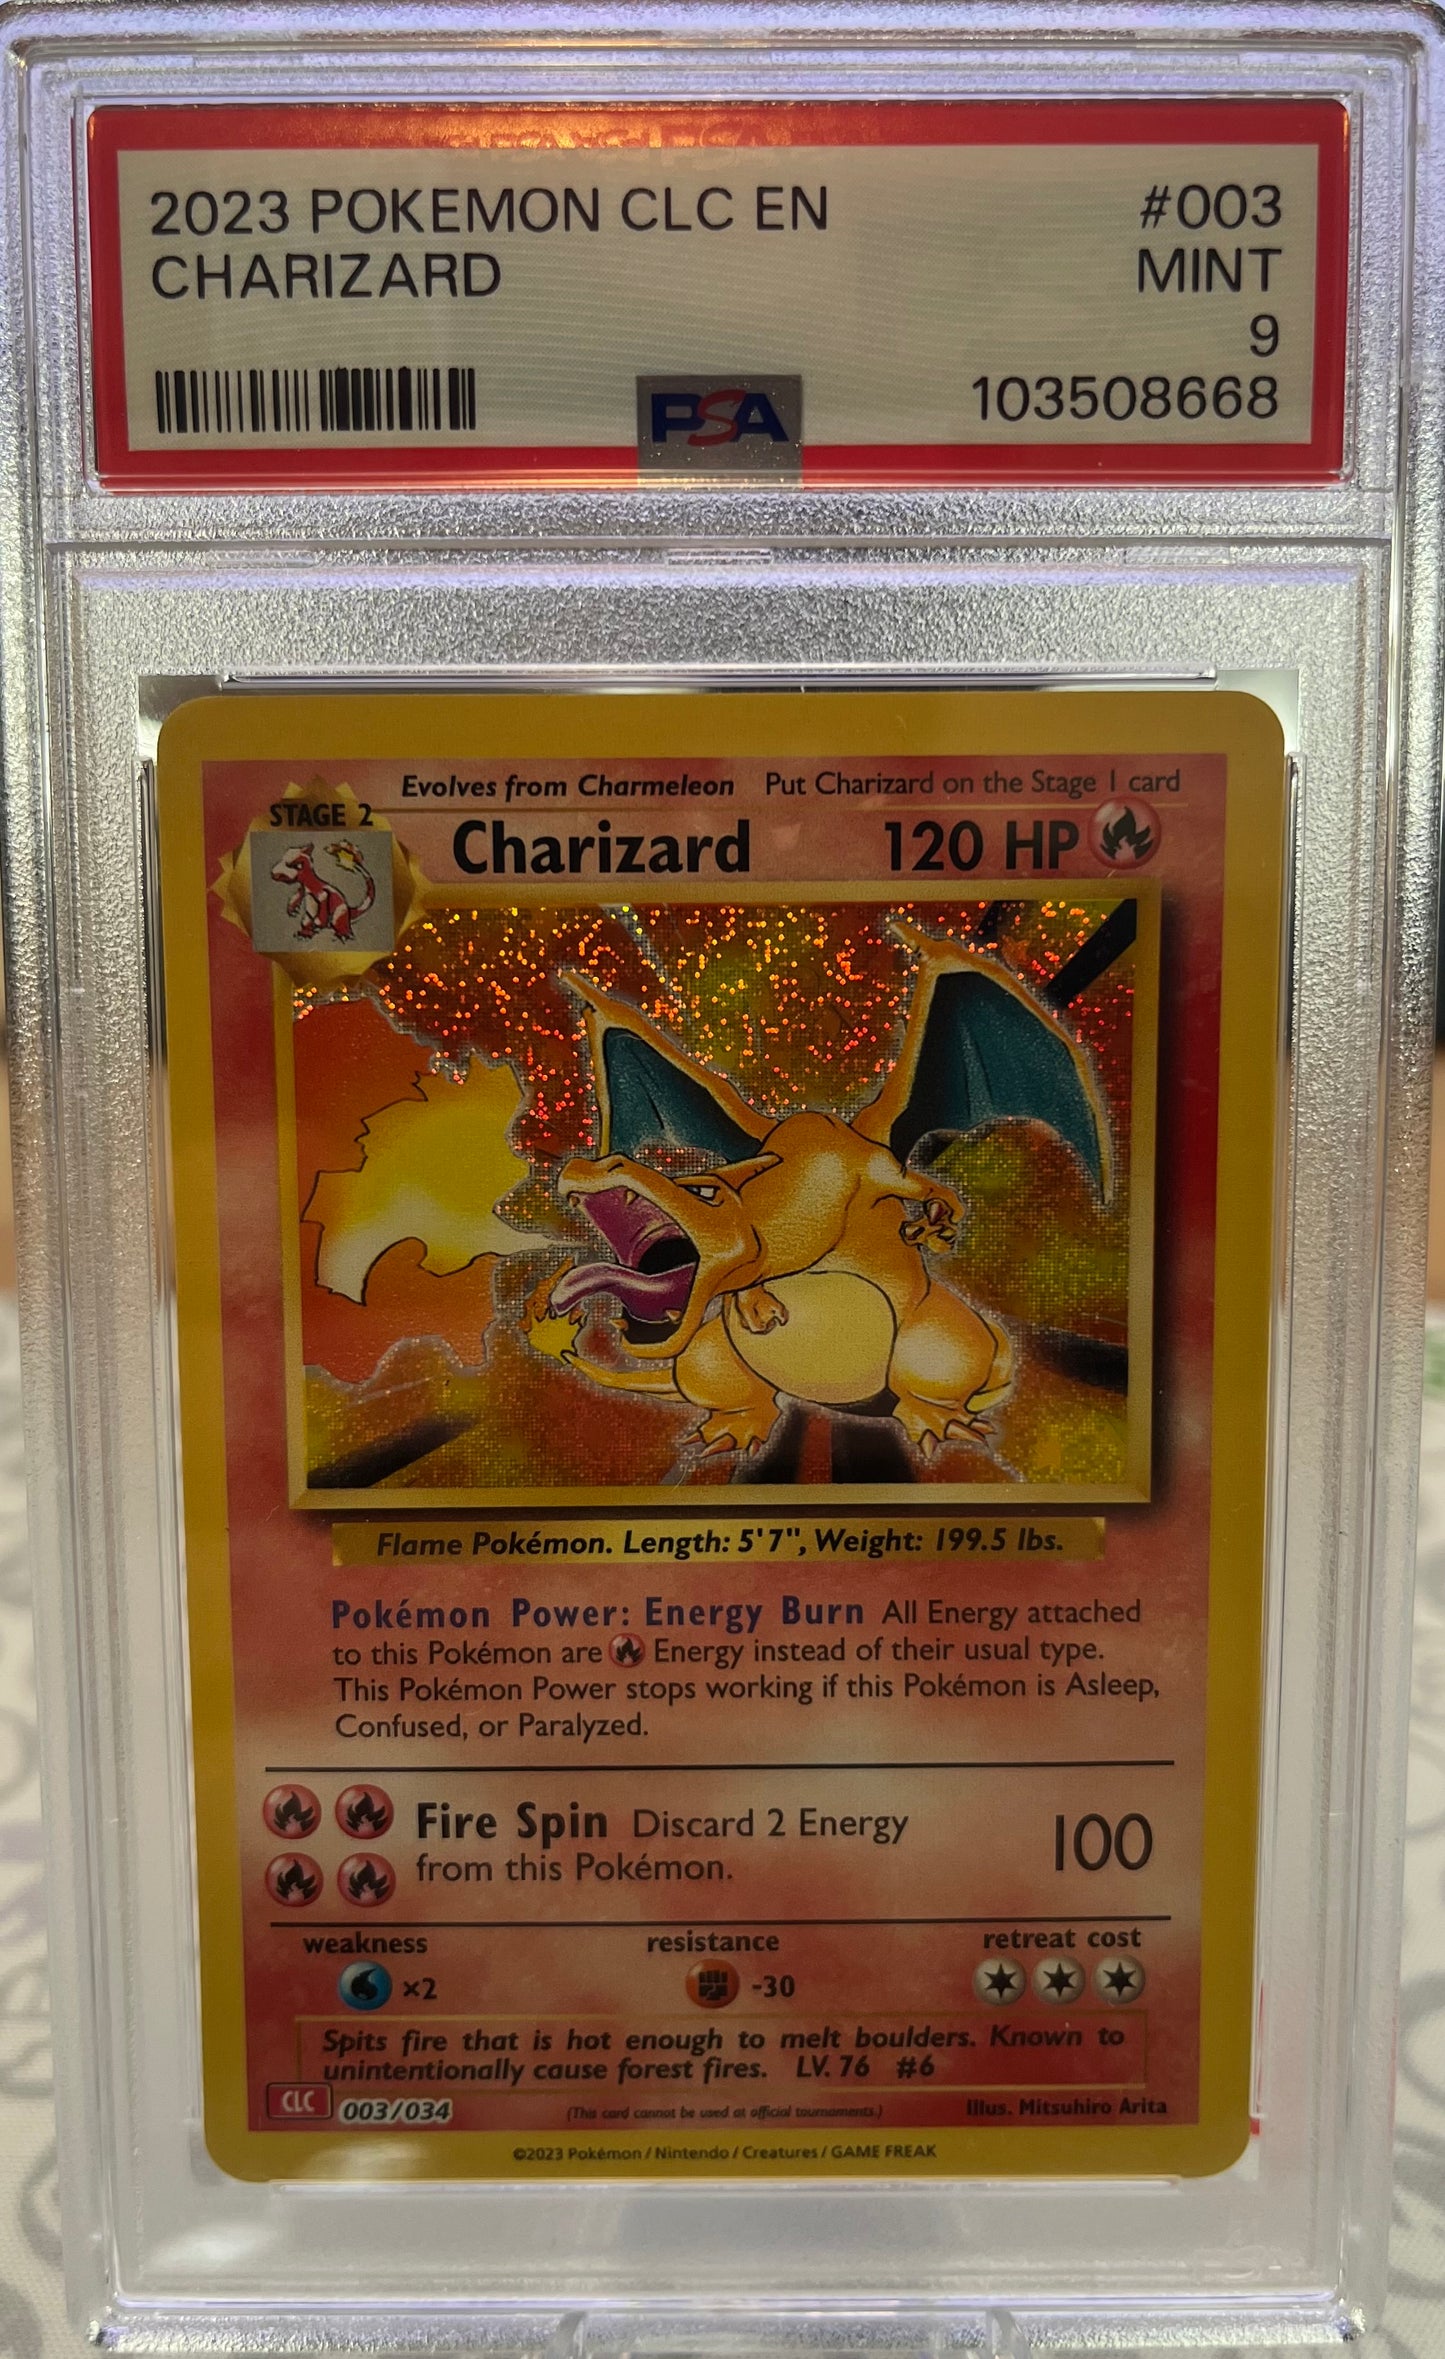 2023 POKEMON CLC EN #003
CHARIZARD MINT
9
PSA 103508668
Evolves from Charmeleon Put Charizard on the Stage 1 card
STAGE 2
Charizard 120 HP
Flame Pokémon. Length: 5'7", Weight: 199.5 lbs.
Pokémon Power: Energy Burn All Energy attached
to this Pokémon are Energy instead of their usual type.
This Pokémon Power stops working if this Pokémon is Asleep,
Confused, or Paralyzed.
Fire Spin Discard 2 Energy 100
from this Pokémon.
weakness resistance retreat cost
×2 -30
Spits fire that is hot enough to melt boulders. Known to
unintentionally cause forest fires. LV. 76 #6
CLC 003/034 (This card cannot be used at official tournaments.) Illus. Mitsuhiro Arita
©2023 Pokémon / Nintendo / Creatures / GAME FREAK